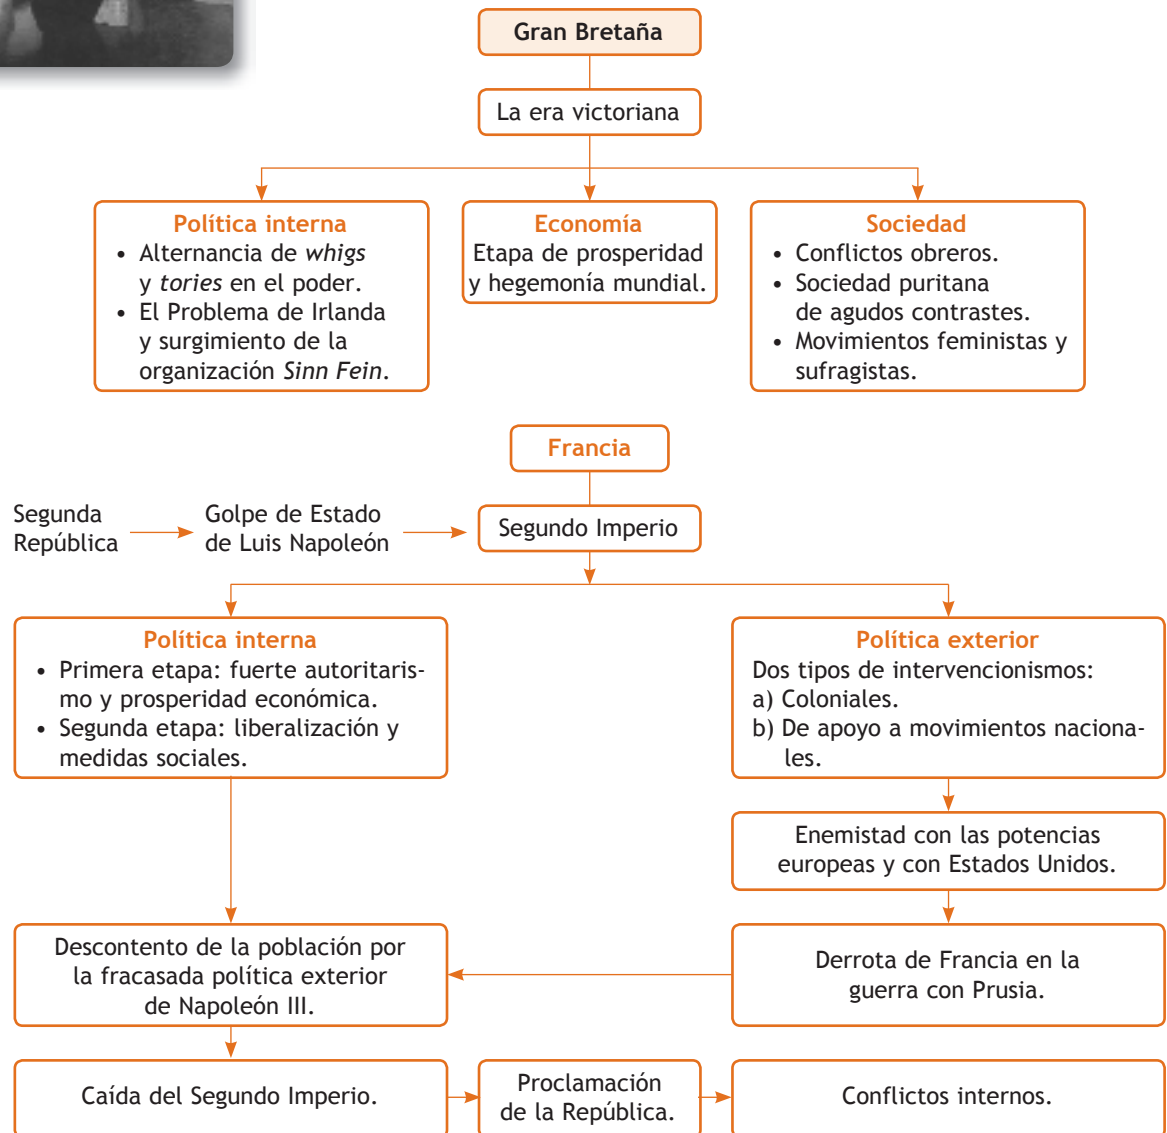 Gran Bretaña
La era victoriana
Política interna
• Alternancia de whigs
y tories en el poder.
• El Problema de Irlanda
y surgimiento de la
organización Sinn Fein.
Economía
Etapa de prosperidad
y hegemonía mundial.
Sociedad
• Conflictos obreros.
• Sociedad puritana
de agudos contrastes.
• Movimientos feministas y
sufragistas.
Francia
Segunda
República
Golpe de Estado
de Luis Napoleón
Segundo Imperio
Política interna
• Primera etapa: fuerte autoritaris-
mo y prosperidad económica.
• Segunda etapa: liberalización y
medidas sociales.
Política exterior
Dos tipos de intervencionismos:
a) Coloniales.
b) De apoyo a movimientos naciona-
les.
Enemistad con las potencias
europeas y con Estados Unidos.
Descontento de la población por
la fracasada política exterior
de Napoleón III.
Derrota de Francia en la
guerra con Prusia.
Caída del Segundo Imperio.
Proclamación
de la República.
Conflictos internos.